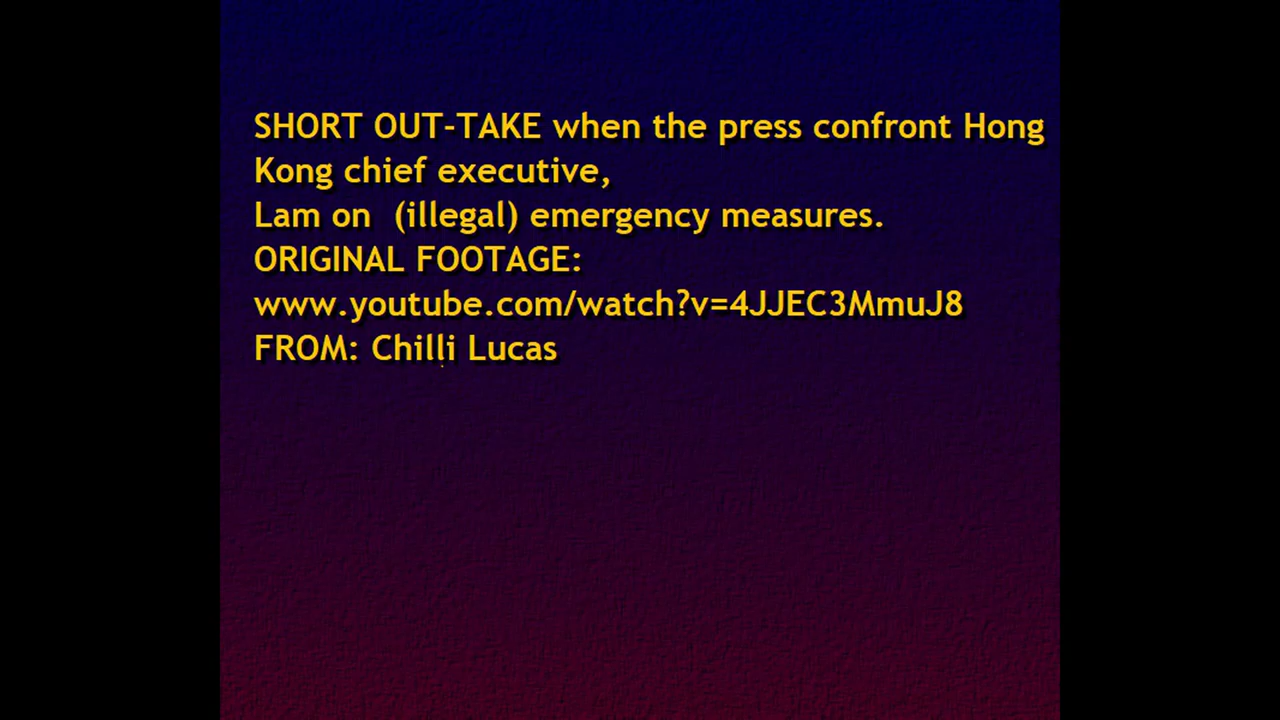 SHORT OUT-TAKE when the press confront Hong
Kong chief executive,
Lam on  (illegal) emergency measures.
ORIGINAL FOOTAGE:
www.youtube.com/watch?v=4JJEC3MmuJ8
FROM: Chilli Lucas